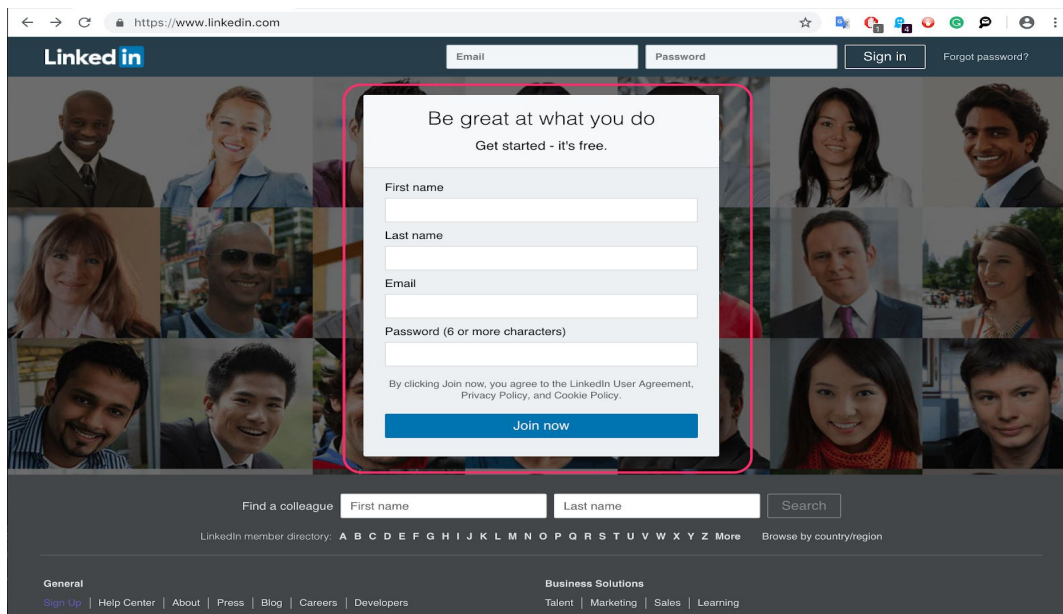 https://www.linkedin.com
1
4
Linked in
Email
Password
Sign in
Forgot password?
Be great at what you do
Get started - it's free.
First name
Last name
Email
Password (6 or more characters)
By clicking Join now, you agree to the LinkedIn User Agreement,
Privacy Policy, and Cookie Policy.
Join now
Find a colleague
First name
Last name
Search
LinkedIn member directory: A B C D E F G H I J K L M N O P Q R S T U V W X Y Z More Browse by country/region
General
Sign Up | Help Center | About | Press | Blog | Careers | Developers
Business Solutions
Talent | Marketing | Sales | Learning